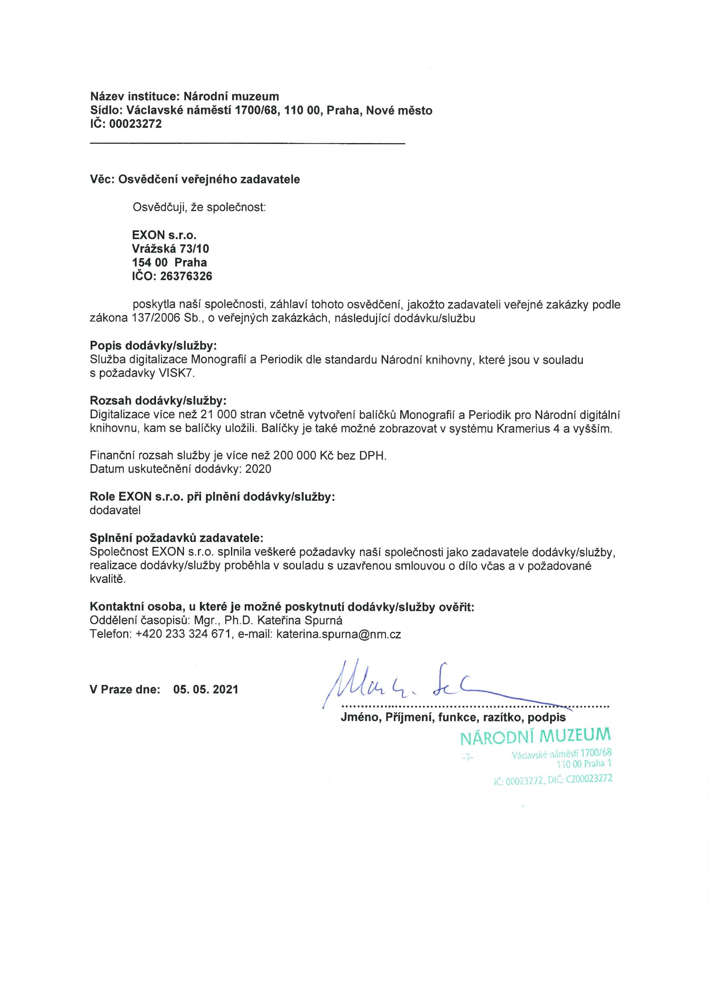 Název instituce: Národní muzeum
Sídlo: Václavské náměstí 1700/68, 110 00, Praha, Nové město
IČ: 00023272
Věc: Osvědčení veřejného zadavatele
Osvědčuji, že společnost:
EXON s.r.o.
Vrážská 73/10
154 00 Praha
IČO: 26376326
poskytla naší společnosti, záhlaví tohoto osvědčení, jakožto zadavateli veřejné zakázky podle
zákona 137/2006 Sb., o veřejných zakázkách, následující dodávku/službu
Popis dodávky/služby:
Služba digitalizace Monografií a Periodik dle standardu Národní knihovny, které jsou v souladu
s požadavky VISK7.
Rozsah dodávky/služby:
Digitalizace více než 21 000 stran včetně vytvoření balíčků Monografií a Periodik pro Národní digitální
knihovnu, kam se balíčky uložili. Balíčky je také možné zobrazovat v systému Kramerius 4 a vyšším.
Finanční rozsah služby je více než 200 000 Kč bez DPH.
Datum uskutečnění dodávky: 2020
Role EXON s.r.o. při plnění dodávky/služby:
dodavatel
Splnění požadavků zadavatele:
Společnost EXON s.r.o. splnila veškeré požadavky naší společnosti jako zadavatele dodávky/služby,
realizace dodávky/služby proběhla v souladu s uzavřenou smlouvou o dílo včas a v požadované
kvalitě.
Kontaktní osoba, u které je možné poskytnutí dodávky/služby ověřit:
Oddělení časopisů: Mgr., Ph.D. Kateřina Spurná
Telefon: +420 233 324 671, e-mail: katerina.spurna@nm.cz
V Praze dne: 05. 05. 2021
Jméno, Příjmení, funkce, razítko, podpis
NÁRODNÍ MUZEUM
-7- Václavské náměstí 1700/68
110 00 Praha 1
IČ: 00023272, DIČ: CZ00023272